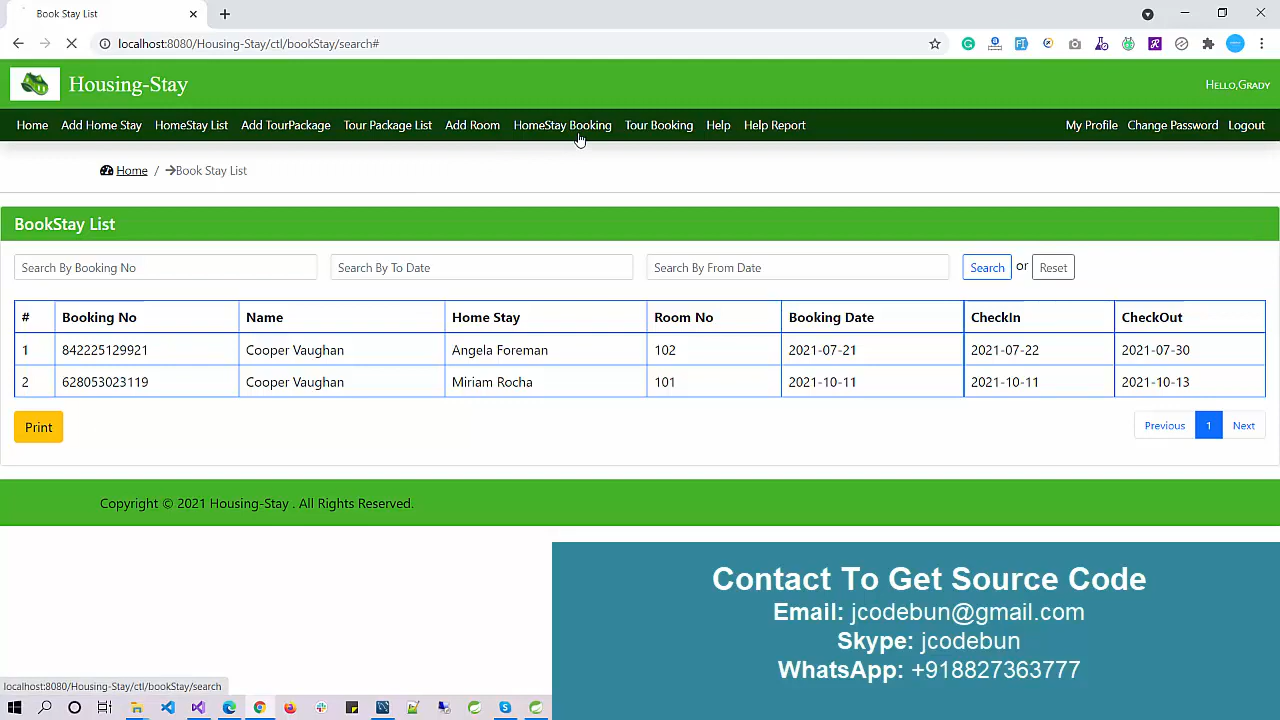 Book Stay List
localhost:8080/Housing-Stay/ctl/bookStay/search#
Housing-Stay
Hello,Grady
Home Add Home Stay HomeStay List Add TourPackage Tour Package List Add Room HomeStay Booking Tour Booking Help Help Report My Profile Change Password Logout
Home / Book Stay List
BookStay List
Search By Booking No Search By To Date Search By From Date Search or Reset
# Booking No Name Home Stay Room No Booking Date CheckIn CheckOut
1 842225129921 Cooper Vaughan Angela Foreman 102 2021-07-21 2021-07-22 2021-07-30
2 628053023119 Cooper Vaughan Miriam Rocha 101 2021-10-11 2021-10-11 2021-10-13
Print Previous 1 Next
Copyright © 2021 Housing-Stay . All Rights Reserved.
Contact To Get Source Code
Email: jcodebun@gmail.com
Skype: jcodebun
WhatsApp: +918827363777
localhost:8080/Housing-Stay/ctl/bookStay/search